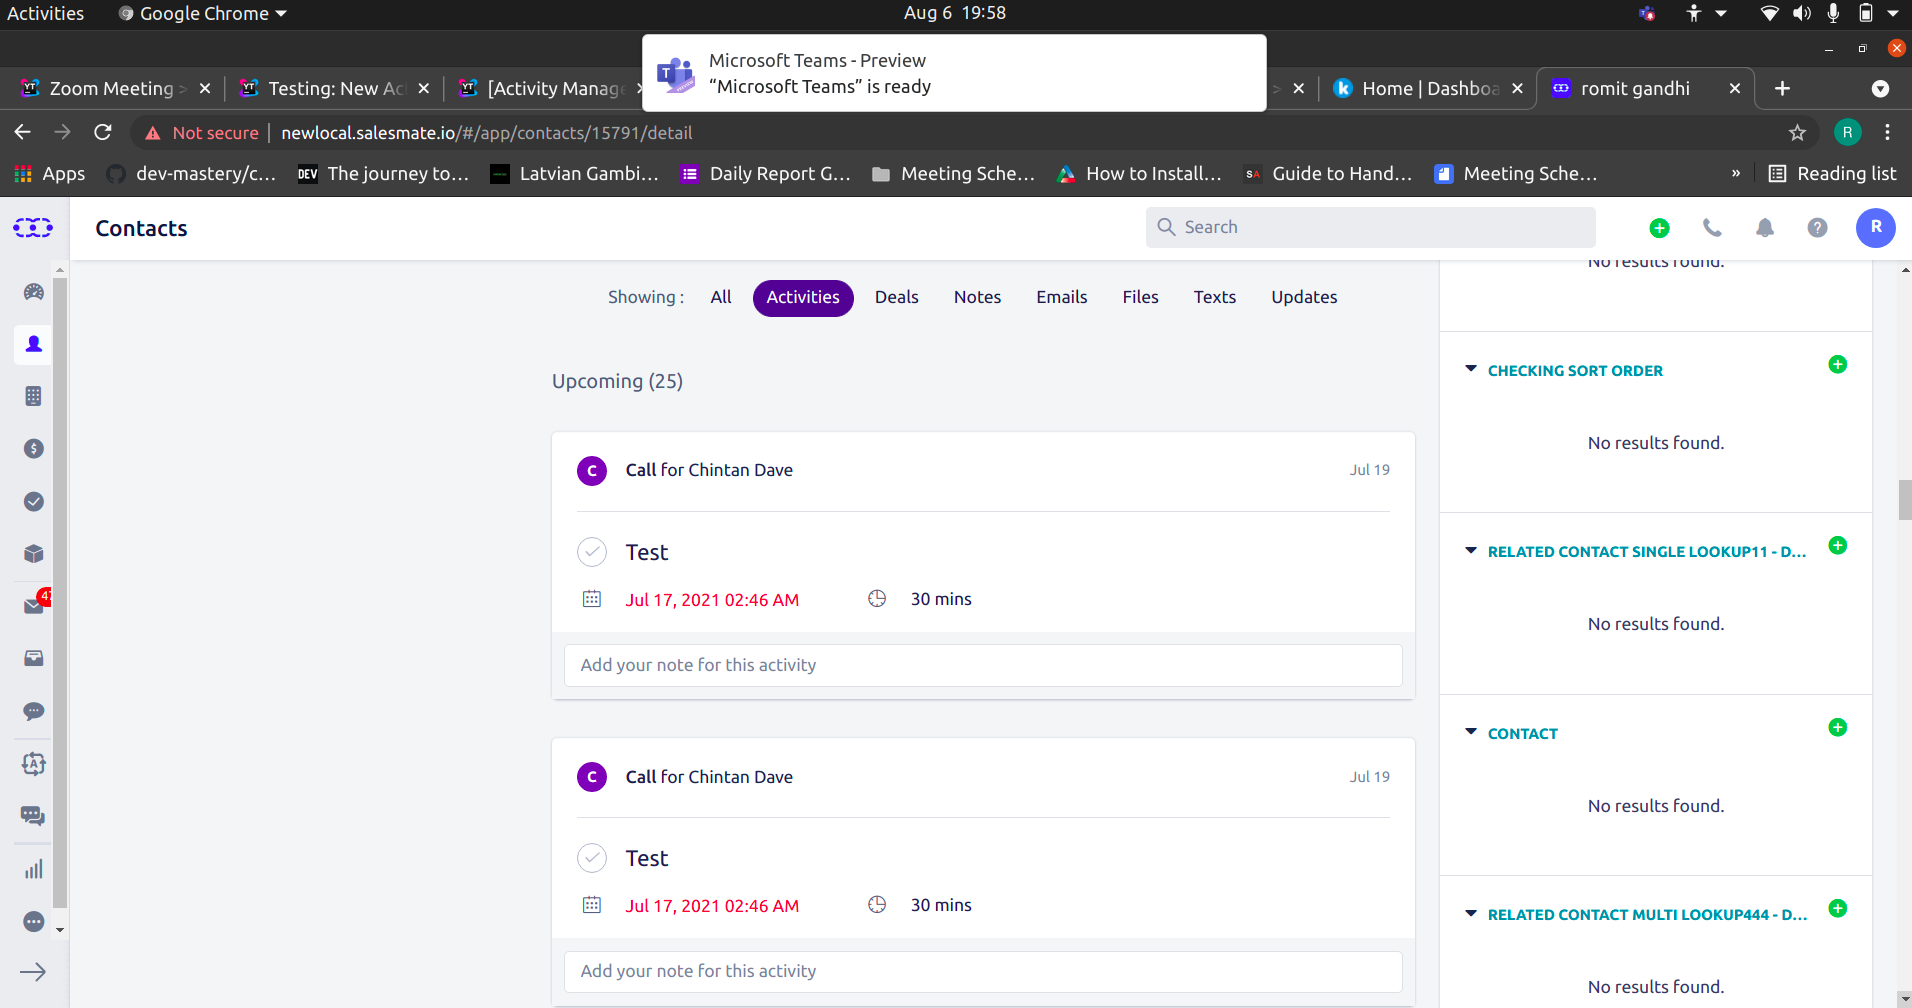 Activities Google Chrome Aug 6 19:58
Microsoft Teams - Preview
“Microsoft Teams” is ready
Zoom Meeting > Testing: New Ac [Activity Manage > Home | Dashboa romit gandhi
Not secure newlocal.salesmate.io/#/app/contacts/15791/detail R
Apps dev-mastery/c... DEV The journey to... Latvian Gambi... Daily Report G... Meeting Sche... How to Install... SA Guide to Hand... Meeting Sche... » Reading list
Contacts Search R
No results found.
Showing : All Activities Deals Notes Emails Files Texts Updates
CHECKING SORT ORDER
Upcoming (25)
No results found.
C Call for Chintan Dave Jul 19
RELATED CONTACT SINGLE LOOKUP11 - D...
Test
Jul 17, 2021 02:46 AM 30 mins
No results found.
Add your note for this activity
CONTACT
C Call for Chintan Dave Jul 19
No results found.
Test
Jul 17, 2021 02:46 AM 30 mins
RELATED CONTACT MULTI LOOKUP444 - D...
Add your note for this activity
No results found.